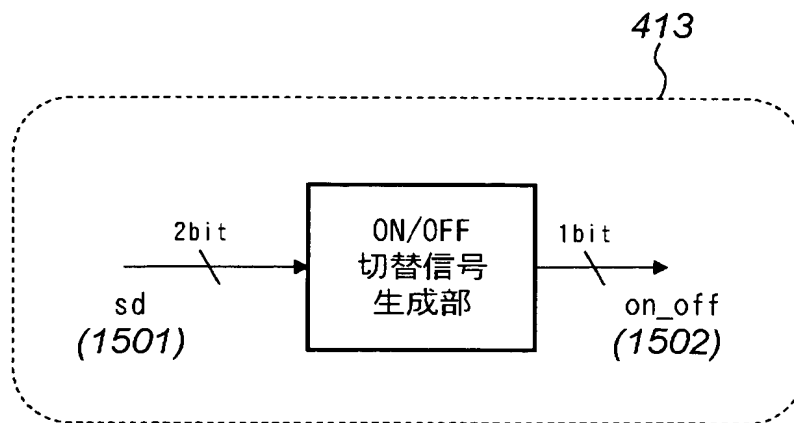 413
2bit
ON/OFF
切替信号
生成部
1bit
sd
(1501)
on_off
(1502)